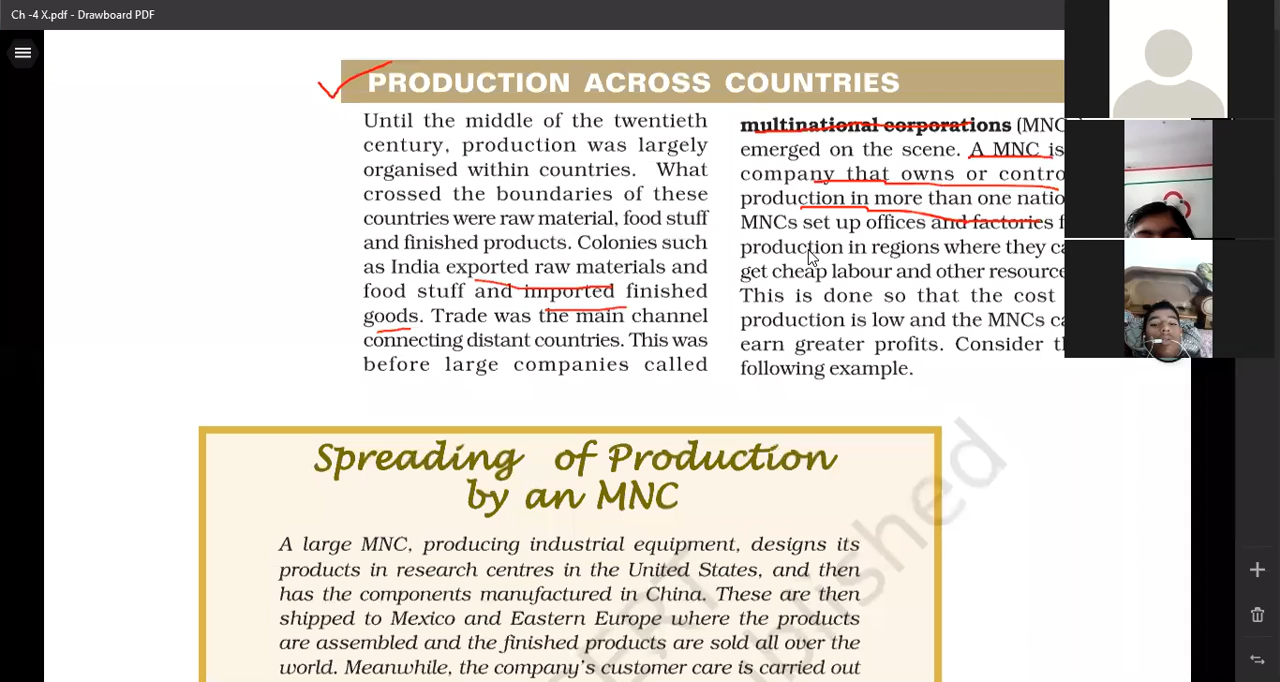 Ch -4 X.pdf - Drawboard PDF
PRODUCTION ACROSS COUNTRIES
Until the middle of the twentieth
century, production was largely
organised within countries. What
crossed the boundaries of these
countries were raw material, food stuff
and finished products. Colonies such
as India exported raw materials and
food stuff and imported finished
goods. Trade was the main channel
connecting distant countries. This was
before large companies called
multinational corporations (MNC
emerged on the scene. A MNC is
company that owns or contro
production in more than one natio
MNCs set up offices and factories f
production in regions where they ca
get cheap labour and other resource
This is done so that the cost
production is low and the MNCs ca
earn greater profits. Consider th
following example.
Spreading of Production
by an MNC
A large MNC, producing industrial equipment, designs its
products in research centres in the United States, and then
has the components manufactured in China. These are then
shipped to Mexico and Eastern Europe where the products
are assembled and the finished products are sold all over the
world. Meanwhile, the company's customer care is carried out